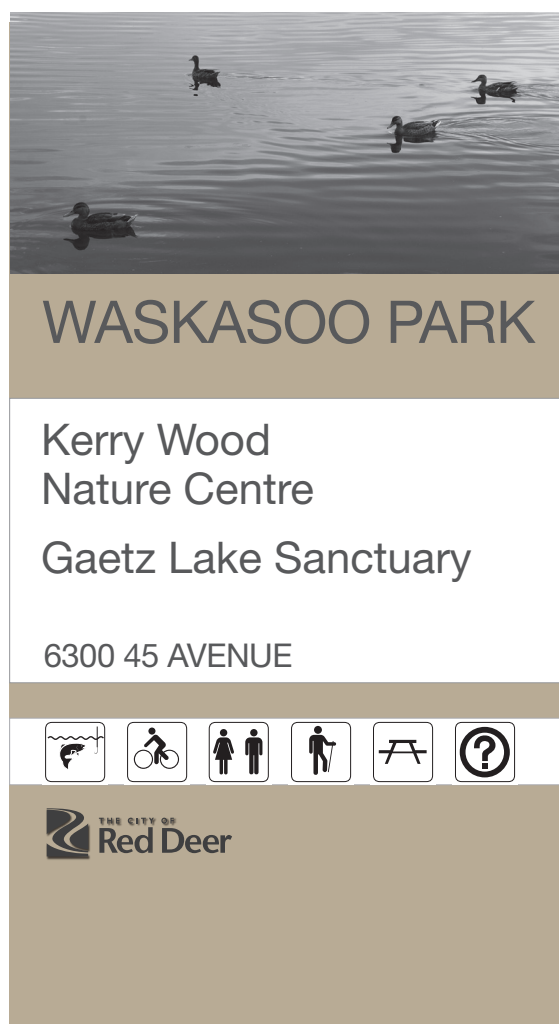 WASKASOO PARK
Kerry Wood
Nature Centre
Gaetz Lake Sanctuary
6300 45 AVENUE
?
THE CITY OF
Red Deer